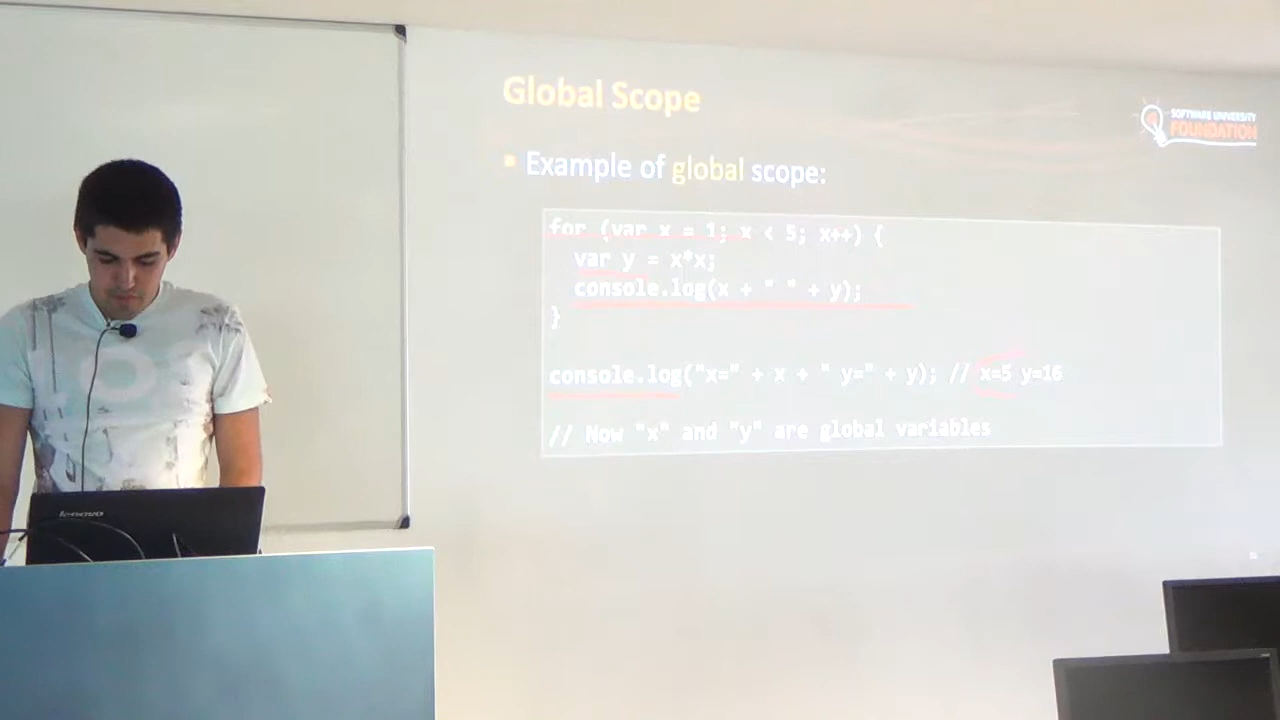 Global Scope
SOFTWARE UNIVERSITY
FOUNDATION
Example of global scope:
for (var x = 1; x < 5; x++) {
var y = x*x;
console.log(x + " " + y);
}
console.log("x=" + x + " y=" + y); // x=5 y=16
// Now "x" and "y" are global variables
lenovo